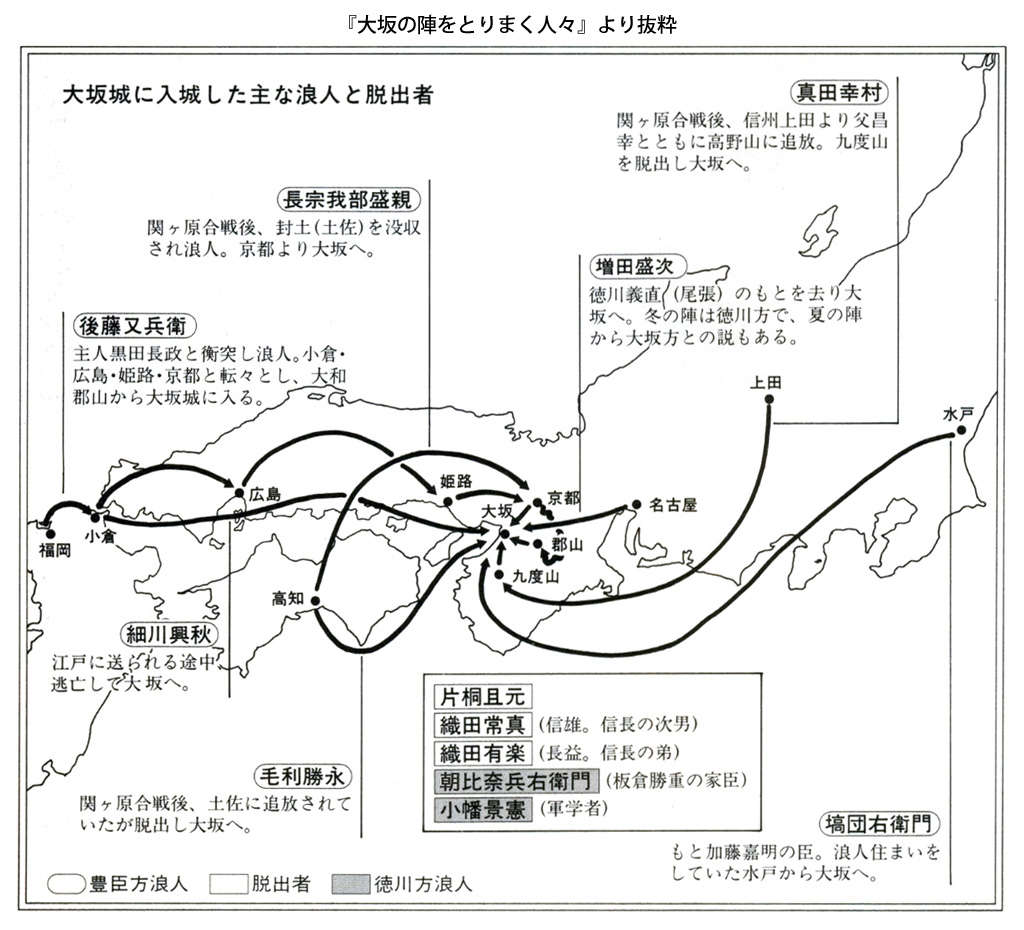 『大坂の陣をとりまく人々』より抜粋
大坂城に入城した主な浪人と脱出者
真田幸村
関ヶ原合戦後、信州上田より父昌
幸とともに高野山に追放。九度山
を脱出し大坂へ。
長宗我部盛親
関ヶ原合戦後、封土(土佐)を没収
され浪人。京都より大坂へ。
増田盛次
徳川義直(尾張)のもとを去り大
坂へ。冬の陣は徳川方で、夏の陣
から大坂方との説もある。
後藤又兵衛
主人黒田長政と衝突し浪人。小倉・
広島・姫路・京都と転々とし、大和
郡山から大坂城に入る。
上田
水戸
広島
姫路
京都
大坂
名古屋
小倉
福岡
郡山
九度山
高知
細川興秋
江戸に送られる途中、
逃亡して大坂へ。
毛利勝永
関ヶ原合戦後、土佐に追放されて
いたが脱出し大坂へ。
片桐且元
織田常真(信雄。信長の次男)
織田有楽(長益。信長の弟)
朝比奈兵右衛門(板倉勝重の家臣)
小幡景憲(軍学者)
塙団右衛門
もと加藤嘉明の臣。浪人住まいを
していた水戸から大坂へ。
豊臣方浪人 脱出者 徳川方浪人